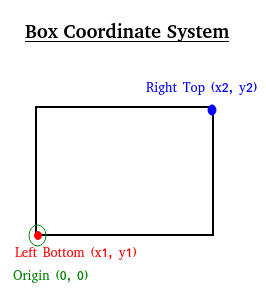 Box Coordinate System
Right Top (x2, y2)
Left Bottom (x1, y1)
Origin (0, 0)